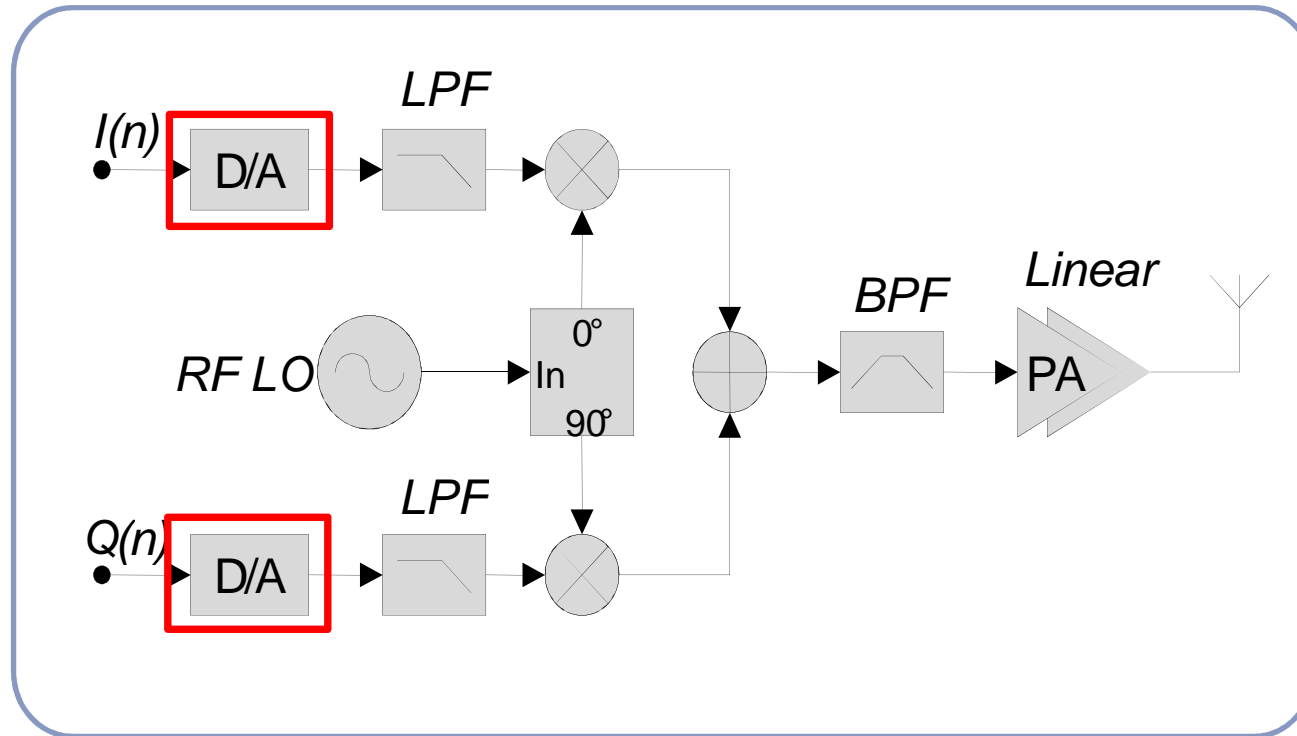 LPF
I(n)
D/A
Linear
BPF
0°
RF LO
In
PA
90°
LPF
Q(n)
D/A